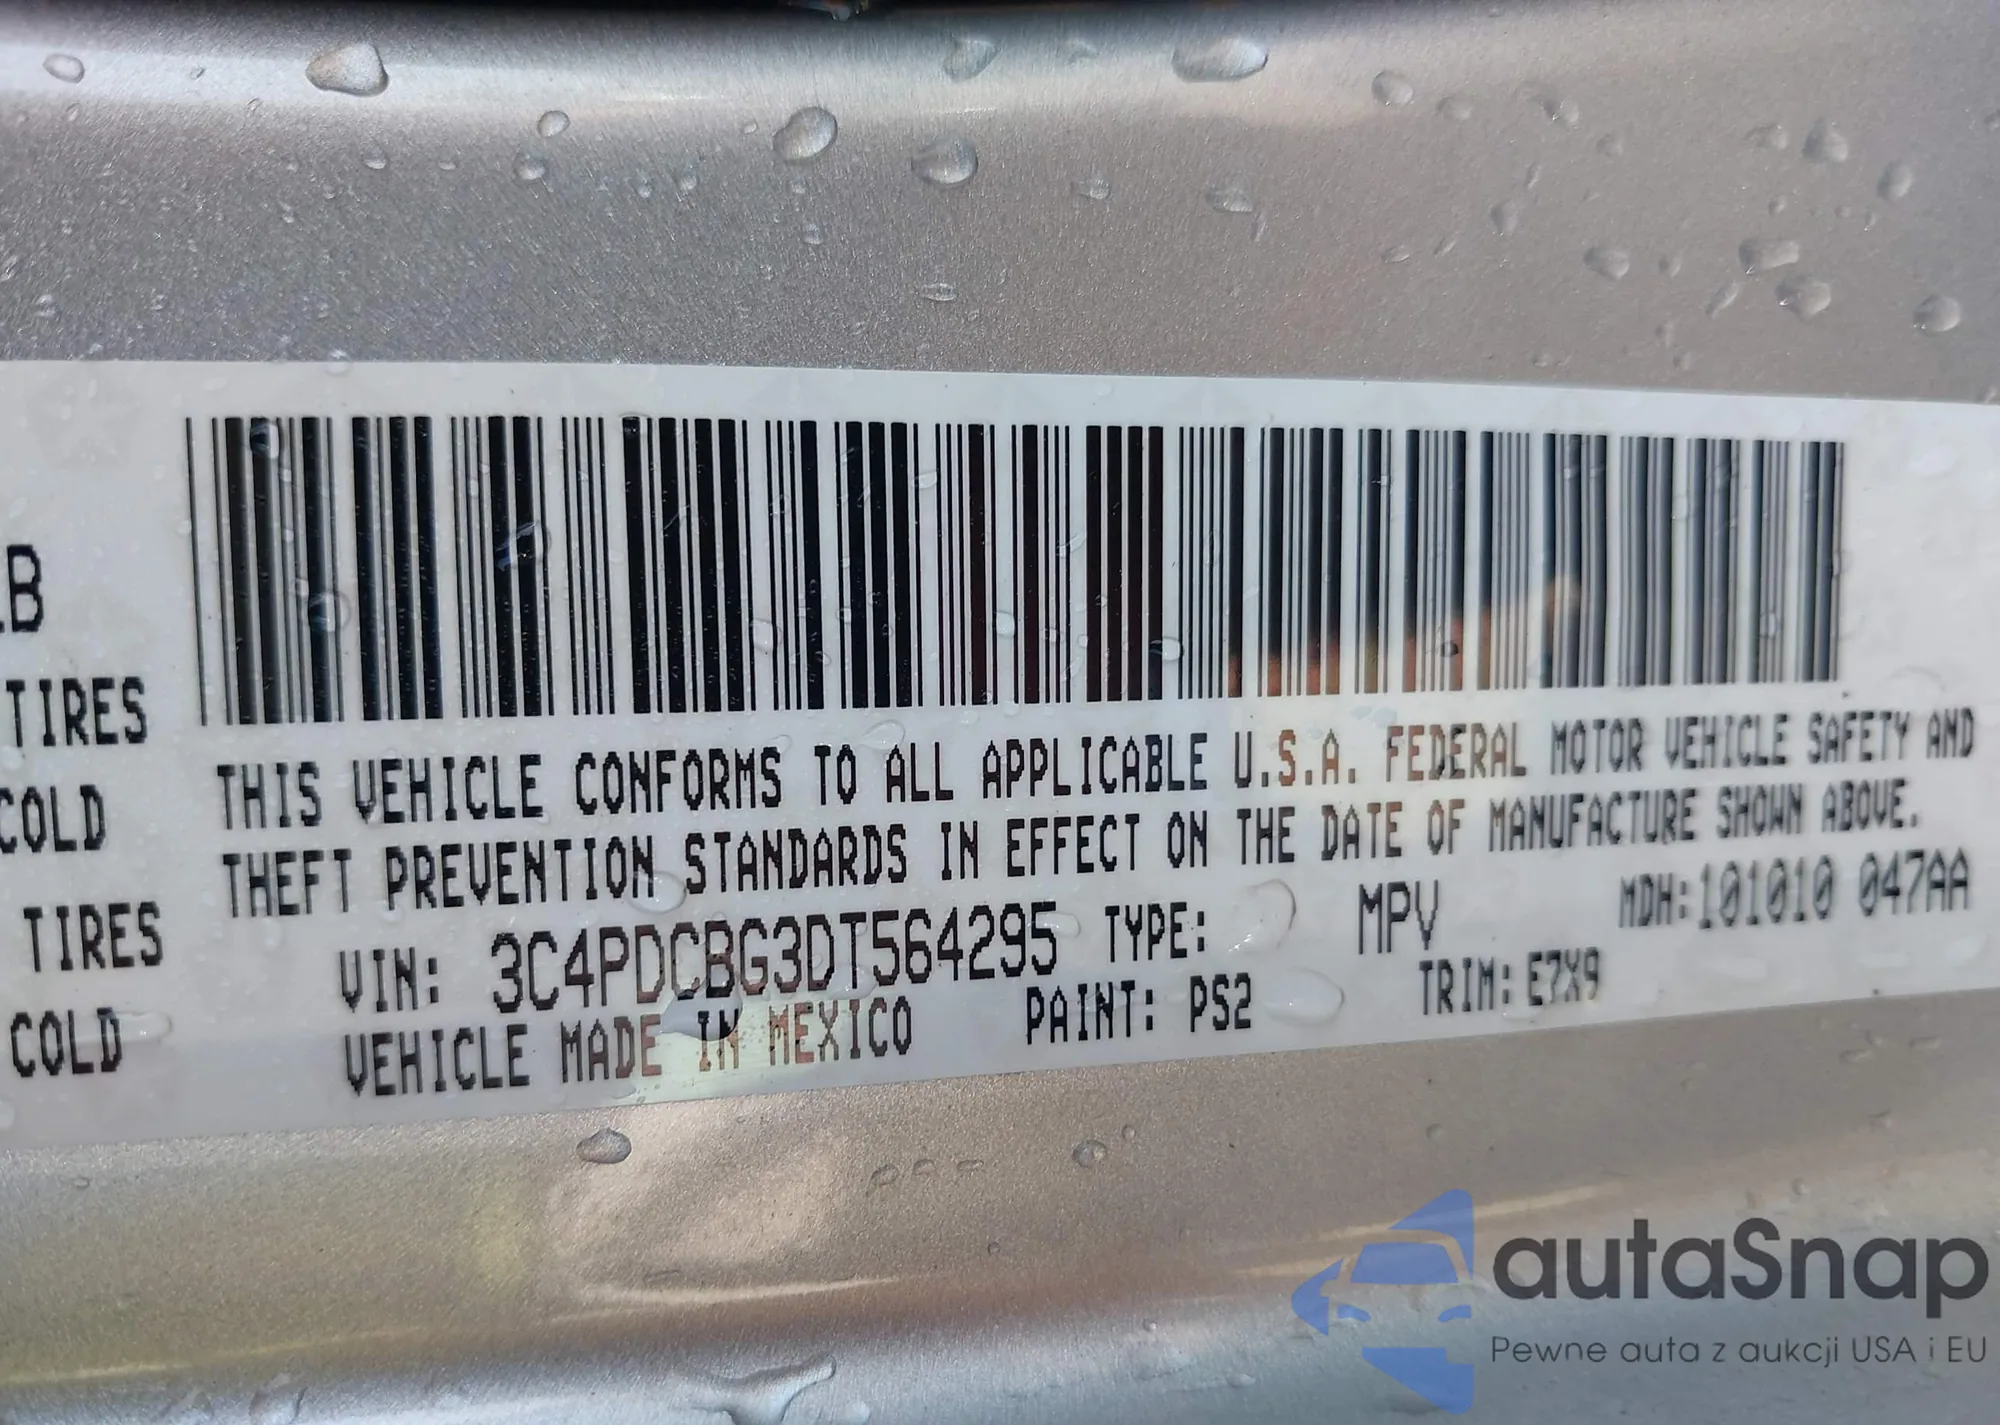 LB
TIRES
COLD
TIRES
COLD
THIS VEHICLE CONFORMS TO ALL APPLICABLE U.S.A. FEDERAL MOTOR VEHICLE SAFETY AND
THEFT PREVENTION STANDARDS IN EFFECT ON THE DATE OF MANUFACTURE SHOWN ABOVE.
VIN: 3C4PDCBG3DT564295 TYPE: MPV MDH:101010 047AA
VEHICLE MADE IN MEXICO PAINT: PS2 TRIM: E7X9
autaSnap
Pewne auta z aukcji USA i EU